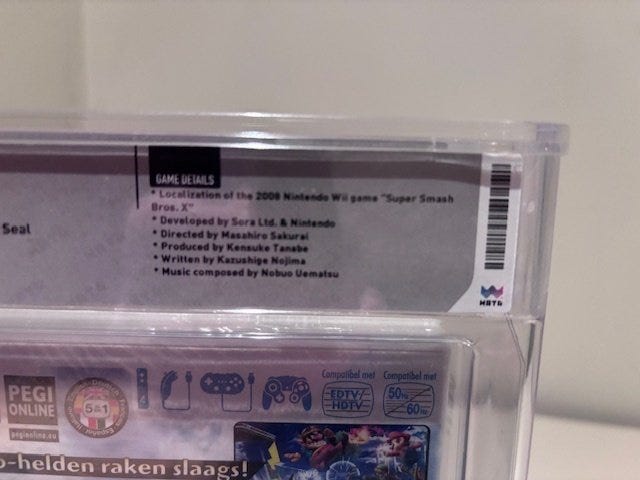 GAME DETAILS
* Localization of the 2008 Nintendo Wii game "Super Smash
Bros. X"
* Developed by Sora Ltd. & Nintendo
* Directed by Masahiro Sakurai
* Produced by Kensuke Tanabe
* Written by Kazushige Nojima
* Music composed by Nobuo Uematsu
Seal
WATA
PEGI
ONLINE
pegionline.eu
5in1
4
Compatibel met
EDTV/
HDTV
Compatibel met
50Hz
60Hz
o-helden raken slaags!